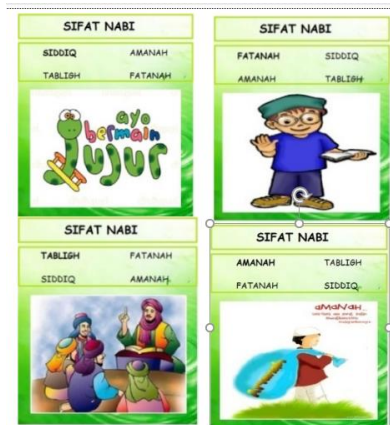 SIFAT NABI
SIDDIQ AMANAH
TABLIGH FATANAH
ayo
bermain
Jujur
SIFAT NABI
FATANAH SIDDIQ
AMANAH TABLIGH
SIFAT NABI
TABLIGH FATANAH
SIDDIQ AMANAH
SIFAT NABI
AMANAH TABLIGH
FATANAH SIDDIQ
aMaNaH